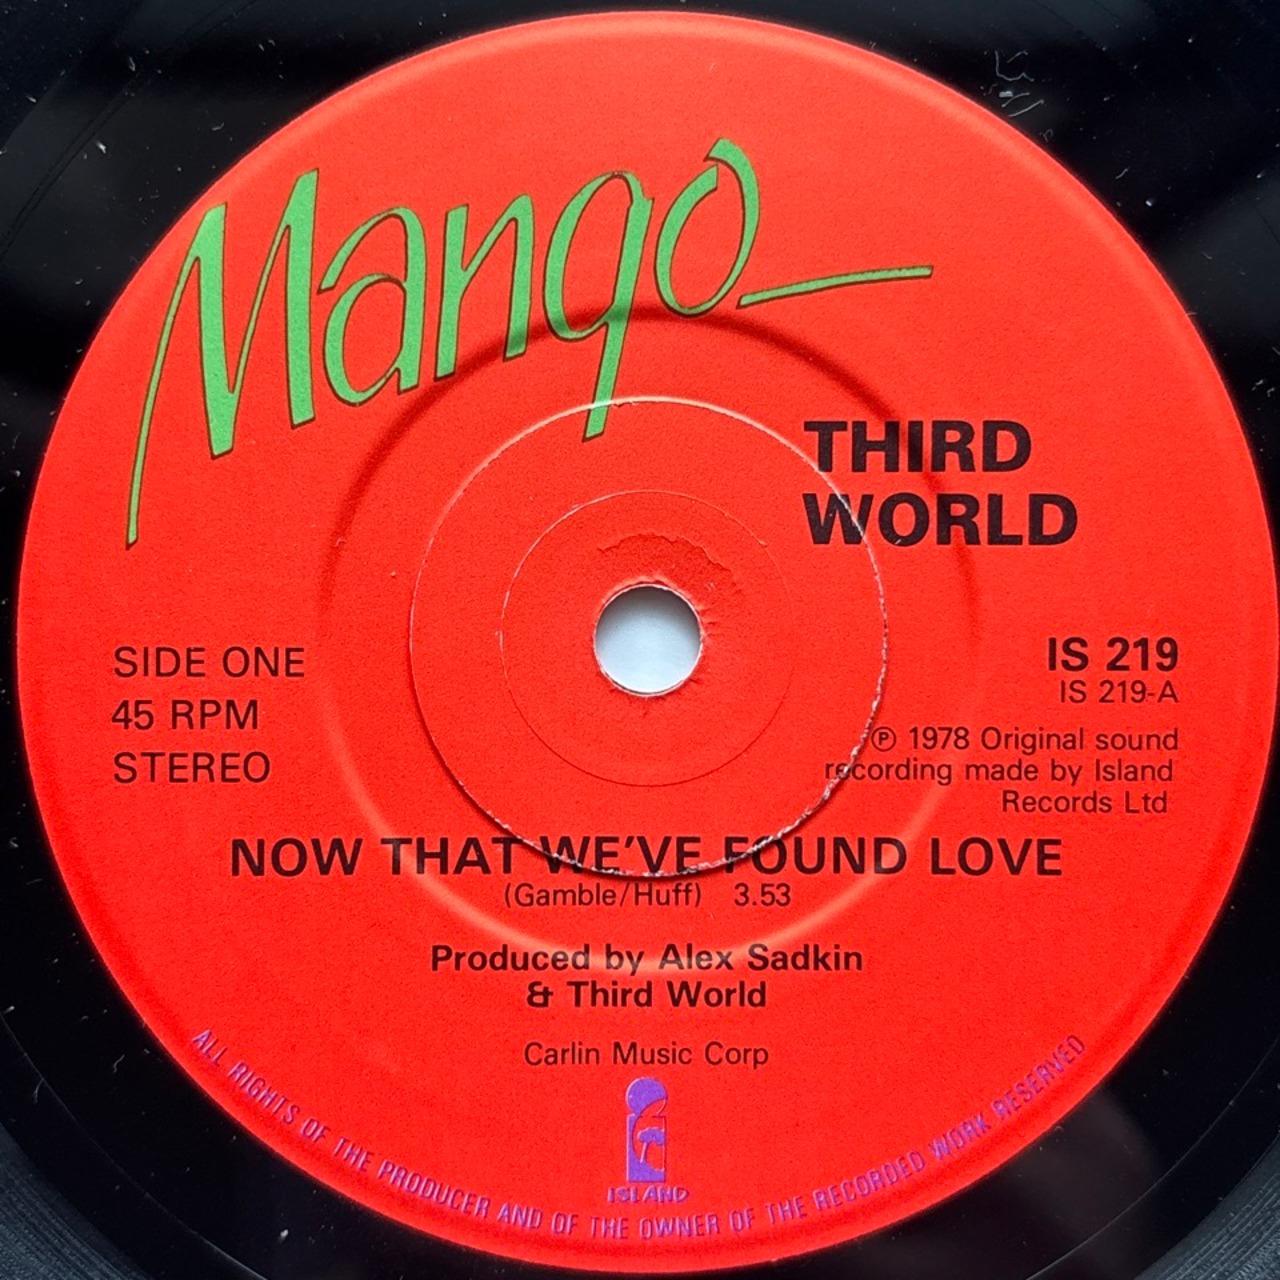 Mango
THIRD
WORLD
SIDE ONE
45 RPM
STEREO
IS 219
IS 219-A
℗ 1978 Original sound
recording made by Island
Records Ltd
NOW THAT WE'VE FOUND LOVE
(Gamble/Huff) 3.53
Produced by Alex Sadkin
& Third World
Carlin Music Corp
ISLAND
ALL RIGHTS OF THE PRODUCER AND OF THE OWNER OF THE RECORDED WORK RESERVED